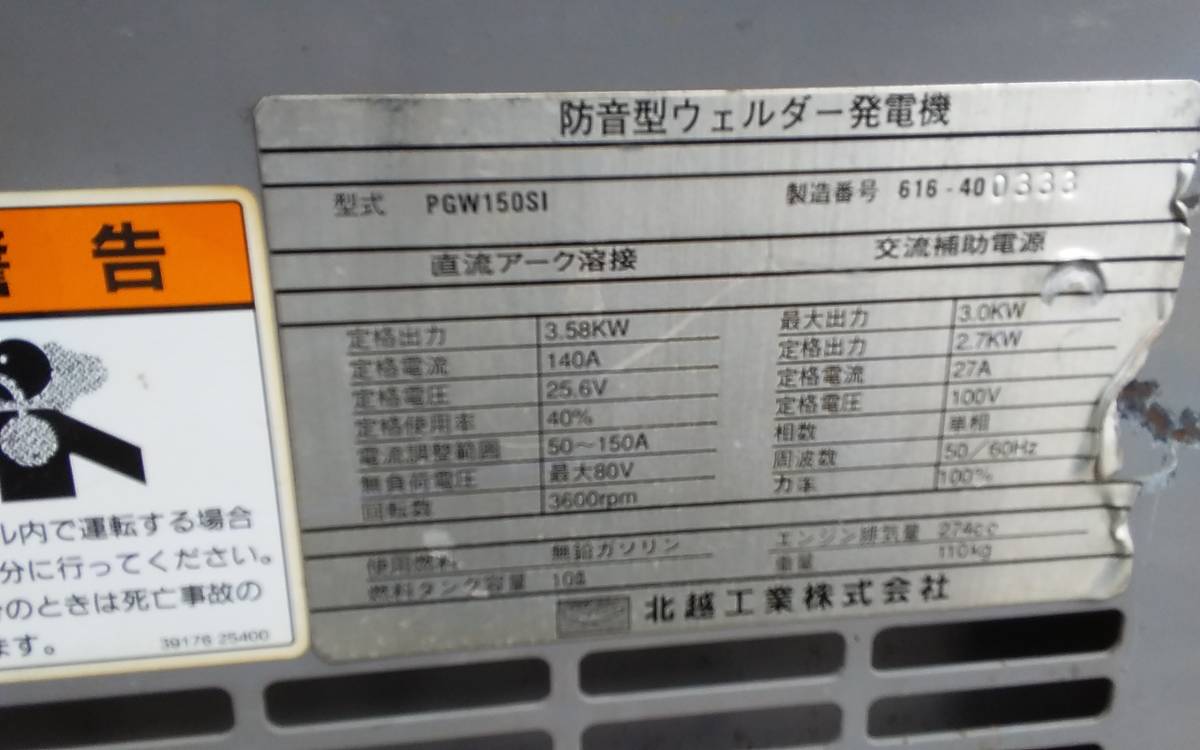 防音型ウェルダー発電機
型式 PGW150SI 製造番号 616-400333
直流アーク溶接 交流補助電源
定格出力 3.58KW
定格電流 140A
定格電圧 25.6V
定格使用率 40%
電流調整範囲 50～150A
無負荷電圧 最大80V
回転数 3600rpm
最大出力 3.0KW
定格出力 2.7KW
定格電流 27A
定格電圧 100V
相数 単相
周波数 50/60Hz
力率 100%
使用燃料 無鉛ガソリン
燃料タンク容量 10ℓ
エンジン排気量 274cc
重量 110kg
北越工業株式会社
警告
ル内で運転する場合
分に行ってください。
のときは死亡事故の
ます。
39178 25400